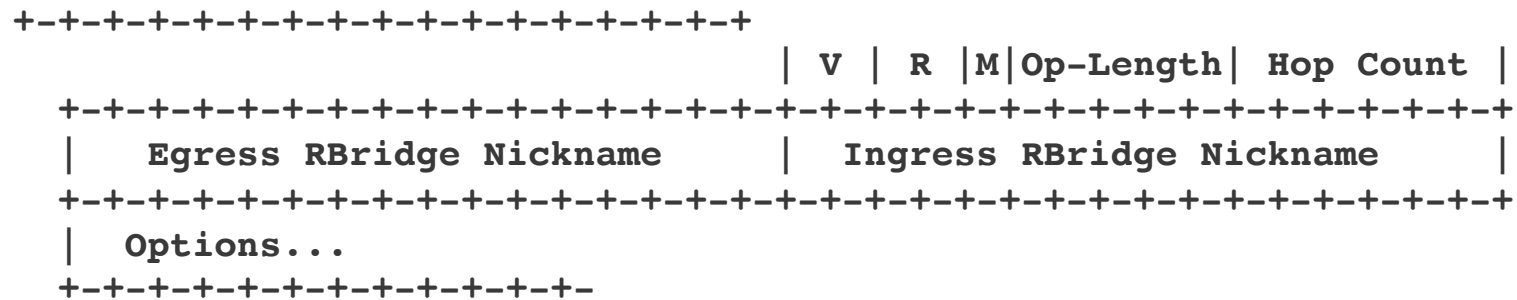 +-+-+-+-+-+-+-+-+-+-+-+-+-+-+-+-+
| V | R |M|Op-Length| Hop Count |
+-+-+-+-+-+-+-+-+-+-+-+-+-+-+-+-+-+-+-+-+-+-+-+-+-+-+-+-+-+-+-+-+
| Egress RBridge Nickname | Ingress RBridge Nickname |
+-+-+-+-+-+-+-+-+-+-+-+-+-+-+-+-+-+-+-+-+-+-+-+-+-+-+-+-+-+-+-+-+
| Options...
+-+-+-+-+-+-+-+-+-+-+-+-